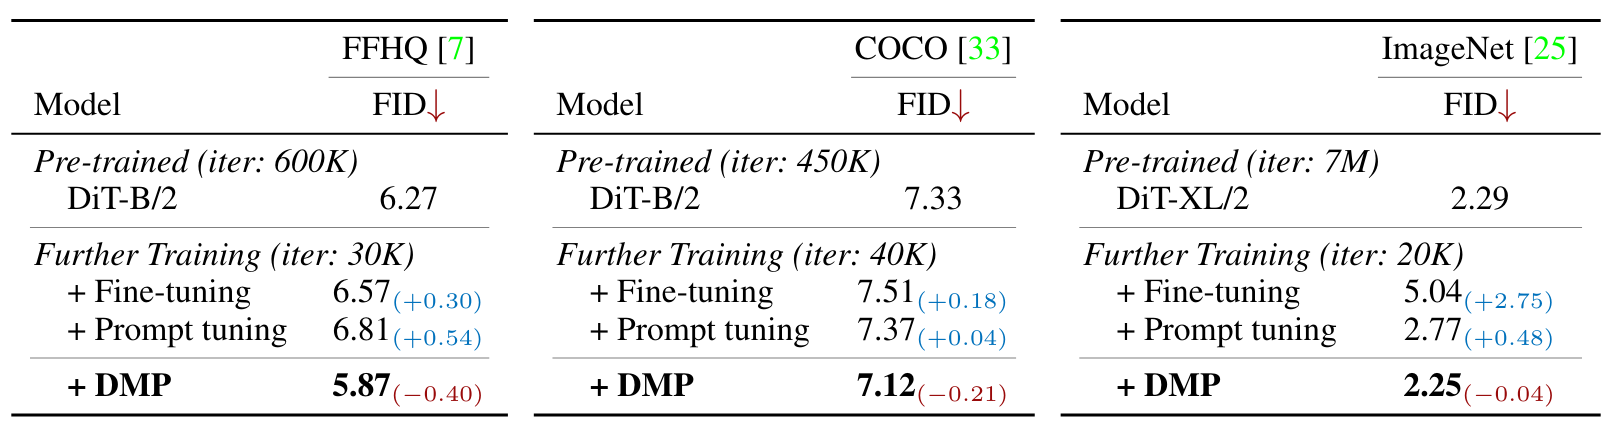 FFHQ [7]
Model FID↓
Pre-trained (iter: 600K)
DiT-B/2 6.27
Further Training (iter: 30K)
+ Fine-tuning 6.57(+0.30)
+ Prompt tuning 6.81(+0.54)
+ DMP 5.87(−0.40)
COCO [33]
Model FID↓
Pre-trained (iter: 450K)
DiT-B/2 7.33
Further Training (iter: 40K)
+ Fine-tuning 7.51(+0.18)
+ Prompt tuning 7.37(+0.04)
+ DMP 7.12(−0.21)
ImageNet [25]
Model FID↓
Pre-trained (iter: 7M)
DiT-XL/2 2.29
Further Training (iter: 20K)
+ Fine-tuning 5.04(+2.75)
+ Prompt tuning 2.77(+0.48)
+ DMP 2.25(−0.04)